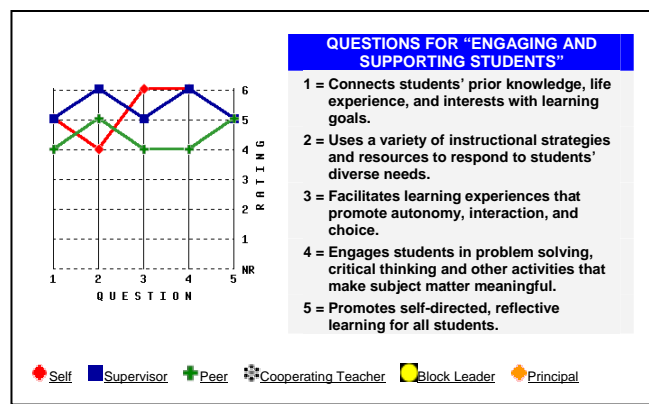 QUESTIONS FOR “ENGAGING AND
SUPPORTING STUDENTS”
1 = Connects students’ prior knowledge, life
experience, and interests with learning
goals.
2 = Uses a variety of instructional strategies
and resources to respond to students’
diverse needs.
3 = Facilitates learning experiences that
promote autonomy, interaction, and
choice.
4 = Engages students in problem solving,
critical thinking and other activities that
make subject matter meaningful.
5 = Promotes self-directed, reflective
learning for all students.
6
5
4
3
2
1
NR
RATING
1 2 3 4 5
QUESTION
Self Supervisor Peer Cooperating Teacher Block Leader Principal